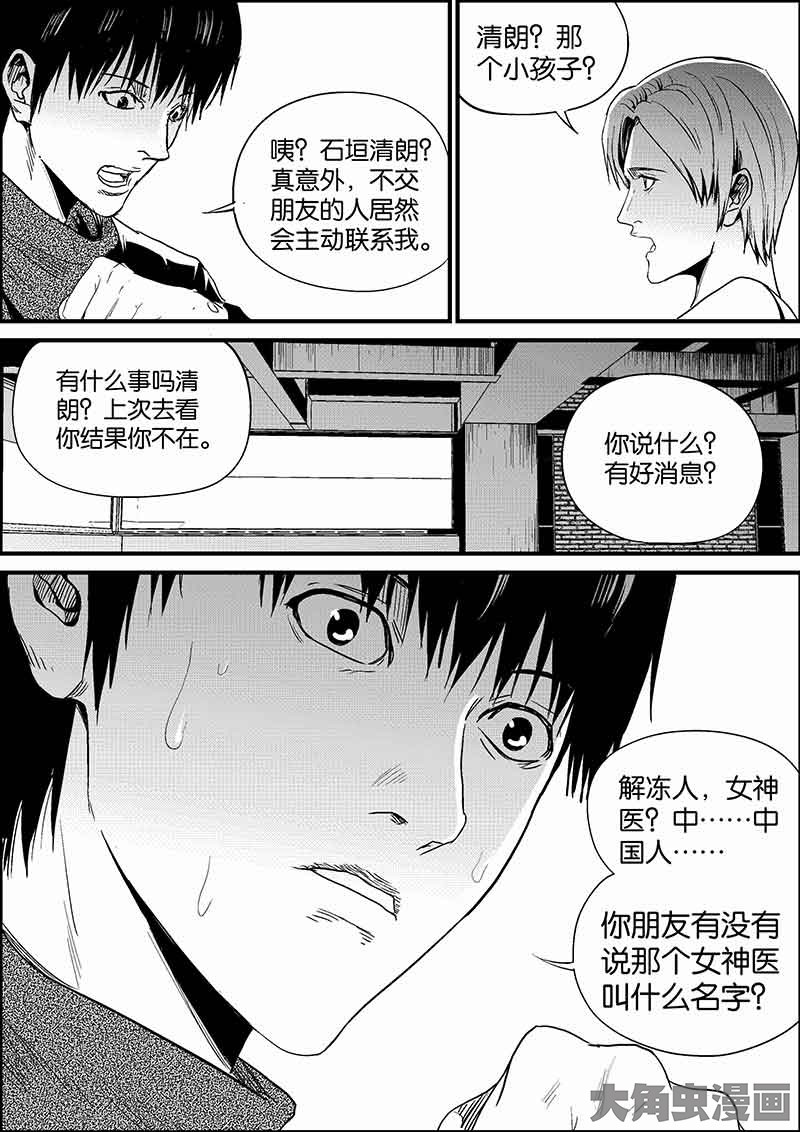 咦？石垣清朗？
真意外，不交
朋友的人居然
会主动联系我。
清朗？那
个小孩子？
有什么事吗清
朗？上次去看
你结果你不在。
你说什么？
有好消息？
解冻人，女神
医？中……中
国人……
你朋友有没有
说那个女神医
叫什么名字？
大角虫漫画